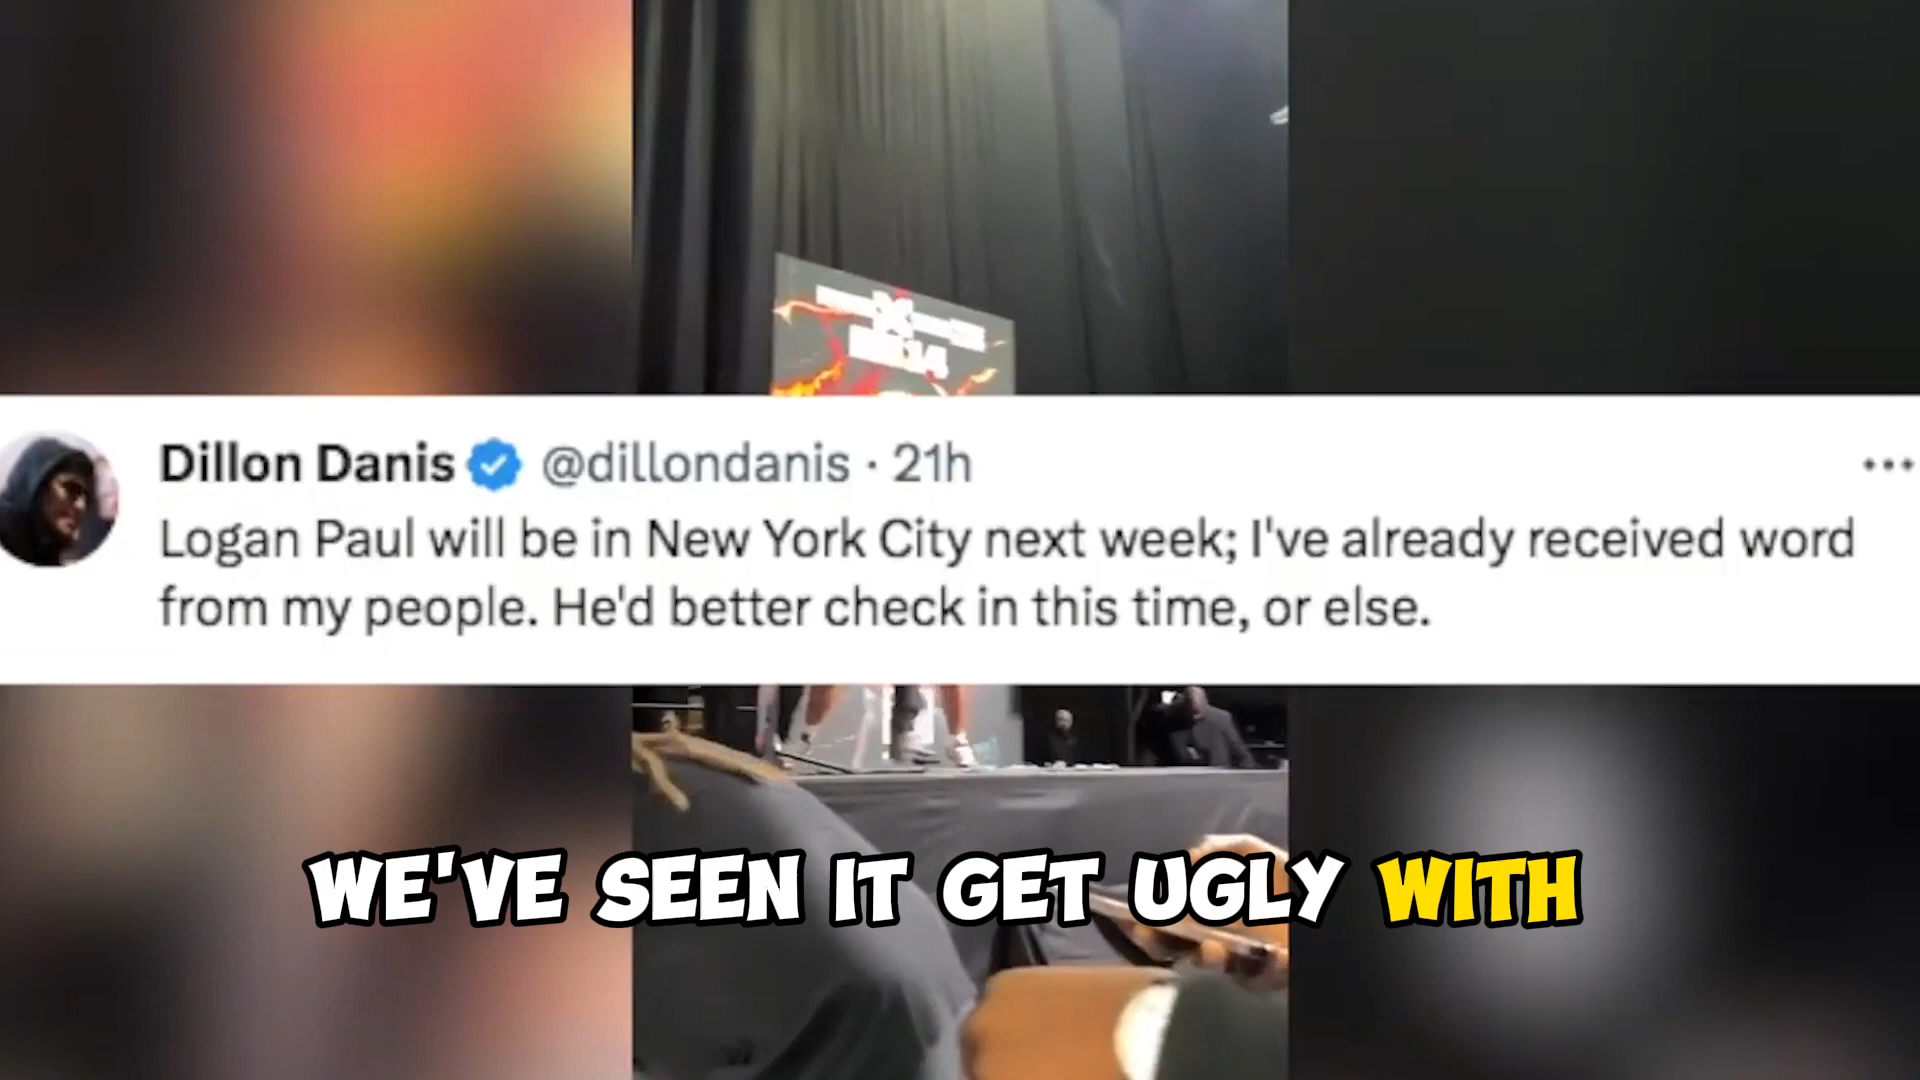 Dillon Danis @dillondanis · 21h
Logan Paul will be in New York City next week; I've already received word
from my people. He'd better check in this time, or else.
WE'VE SEEN IT GET UGLY WITH